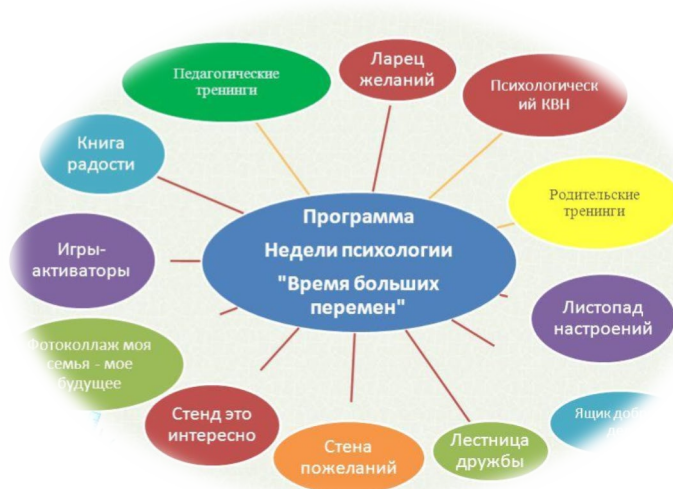 Ларец
желаний
Педагогические
тренинги
Психологическ
ий КВН
Книга
радости
Родительские
тренинги
Программа
Недели психологии
"Время больших
перемен"
Игры-
активаторы
Листопад
настроений
Фотоколлаж моя
семья - мое
будущее
Стенд это
интересно
Стена
пожеланий
Лестница
дружбы
Ящик